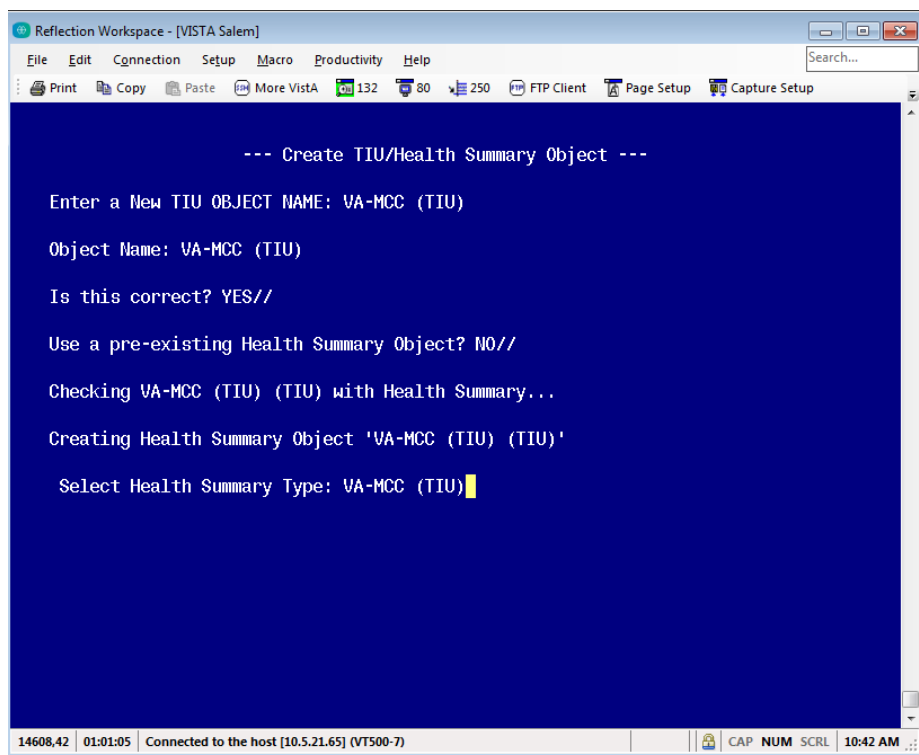 Reflection Workspace - [VISTA Salem]
File Edit Connection Setup Macro Productivity Help
Search...
Print Copy Paste More VistA 132 80 250 FTP Client Page Setup Capture Setup
--- Create TIU/Health Summary Object ---
Enter a New TIU OBJECT NAME: VA-MCC (TIU)
Object Name: VA-MCC (TIU)
Is this correct? YES//
Use a pre-existing Health Summary Object? NO//
Checking VA-MCC (TIU) (TIU) with Health Summary...
Creating Health Summary Object 'VA-MCC (TIU) (TIU)'
Select Health Summary Type: VA-MCC (TIU)
14608,42 01:01:05 Connected to the host [10.5.21.65] (VT500-7) CAP NUM SCRL 10:42 AM